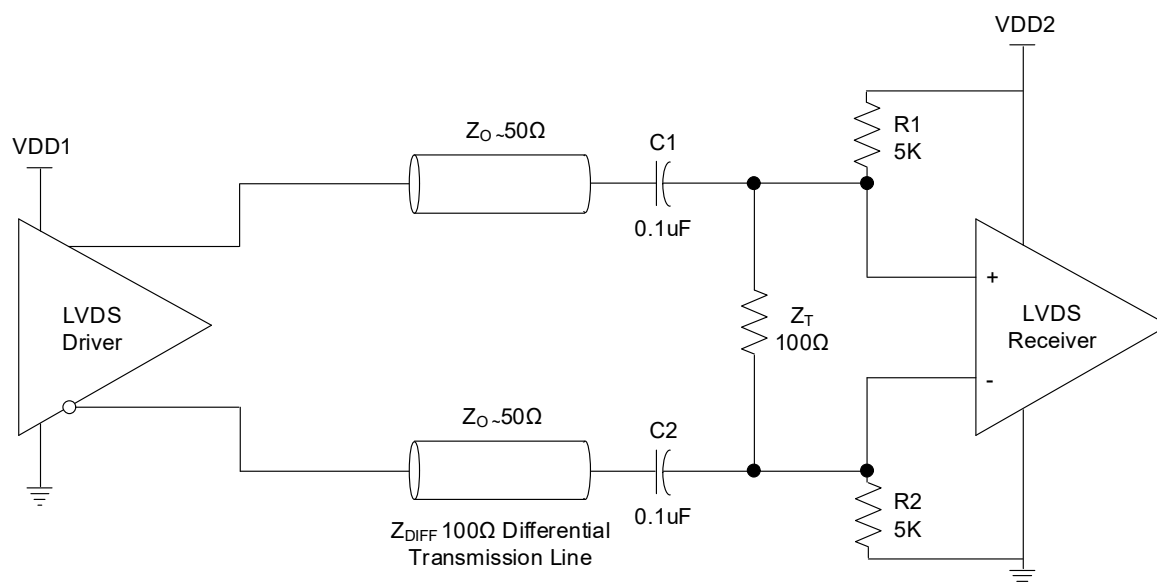 VDD2
R1
5K
ZO ~50Ω
C1
VDD1
0.1uF
+
LVDS
Driver
ZT
100Ω
LVDS
Receiver
-
ZO ~50Ω
C2
R2
5K
0.1uF
ZDIFF 100Ω Differential
Transmission Line